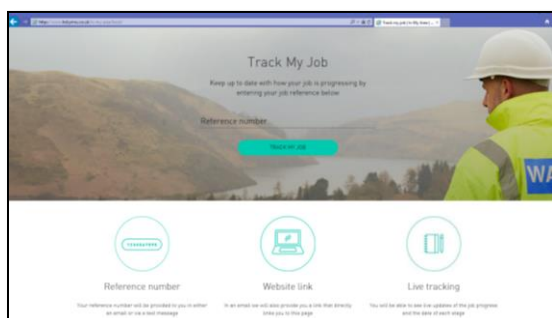 Track My Job
Keep up to date with how your job is progressing by
entering your job reference below
Reference number
TRACK MY JOB
WA
Reference number
Website link
Live tracking
Your reference number will be provided to you in either
an email or via a text message
In an email we will also provide you a link that directly
links you to this page
You will be able to see live updates of the job progress
and the date of each stage